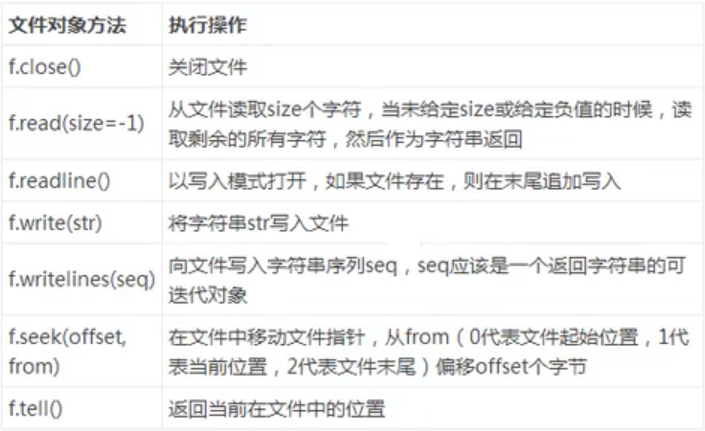 文件对象方法 执行操作
f.close() 关闭文件
f.read(size=-1) 从文件读取size个字符，当未给定size或给定负值的时候，读
取剩余的所有字符，然后作为字符串返回
f.readline() 以写入模式打开，如果文件存在，则在末尾追加写入
f.write(str) 将字符串str写入文件
f.writelines(seq) 向文件写入字符串序列seq，seq应该是一个返回字符串的可
迭代对象
f.seek(offset, 在文件中移动文件指针，从from（0代表文件起始位置，1代
from) 表当前位置，2代表文件末尾）偏移offset个字节
f.tell() 返回当前在文件中的位置